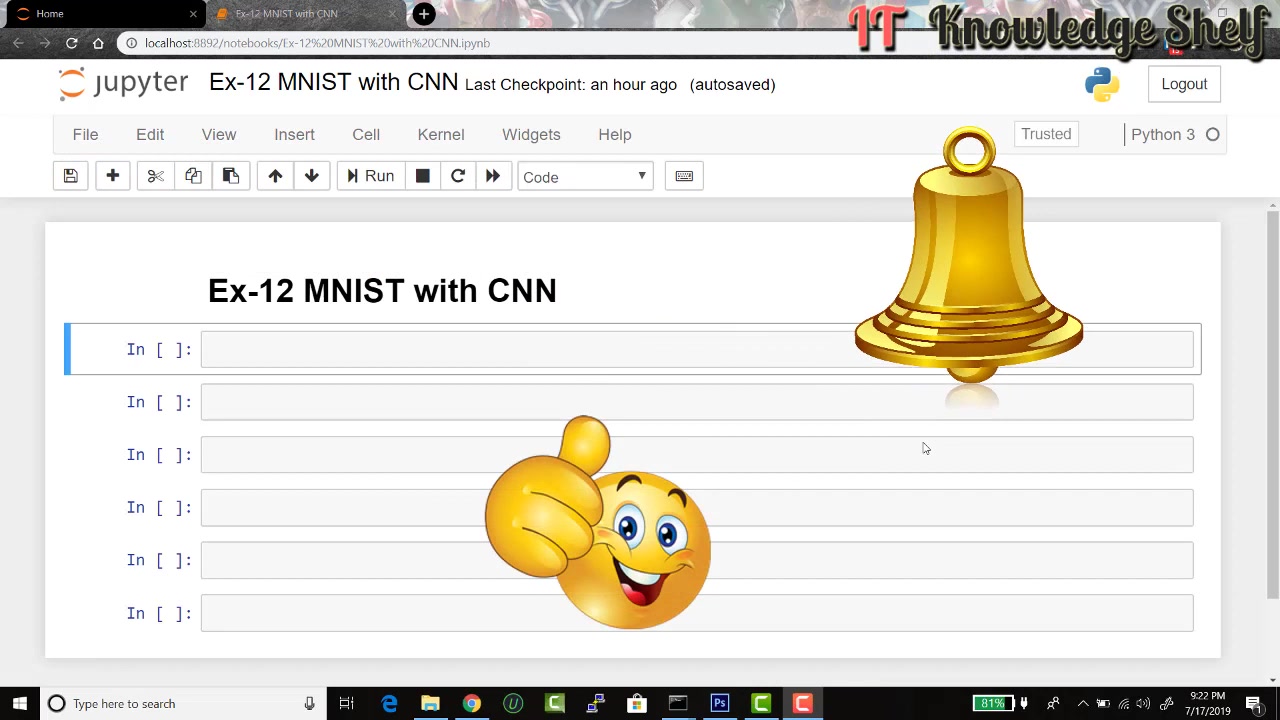 Home
Ex-12 MNIST with CNN
IT Knowledge Shelf
localhost:8892/notebooks/Ex-12%20MNIST%20with%20CNN.ipynb
jupyter Ex-12 MNIST with CNN Last Checkpoint: an hour ago (autosaved)
Logout
File Edit View Insert Cell Kernel Widgets Help
Trusted
Python 3
Run
Code
Ex-12 MNIST with CNN
In [ ]:
In [ ]:
In [ ]:
In [ ]:
In [ ]:
In [ ]:
Type here to search
81%
9:22 PM
7/17/2019